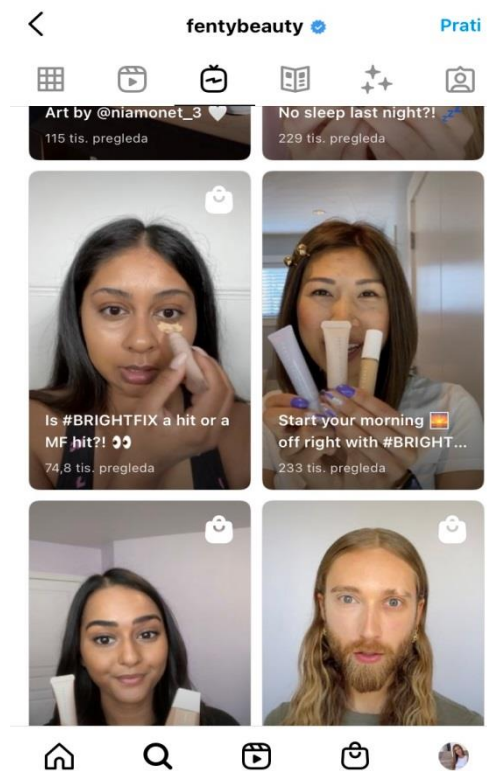 fentybeauty
Prati
Art by @niamonet_3 🤍
115 tis. pregleda
No sleep last night?! 💤
229 tis. pregleda
Is #BRIGHTFIX a hit or a
MF hit?! 👀
74,8 tis. pregleda
Start your morning 🌅
off right with #BRIGHT...
233 tis. pregleda